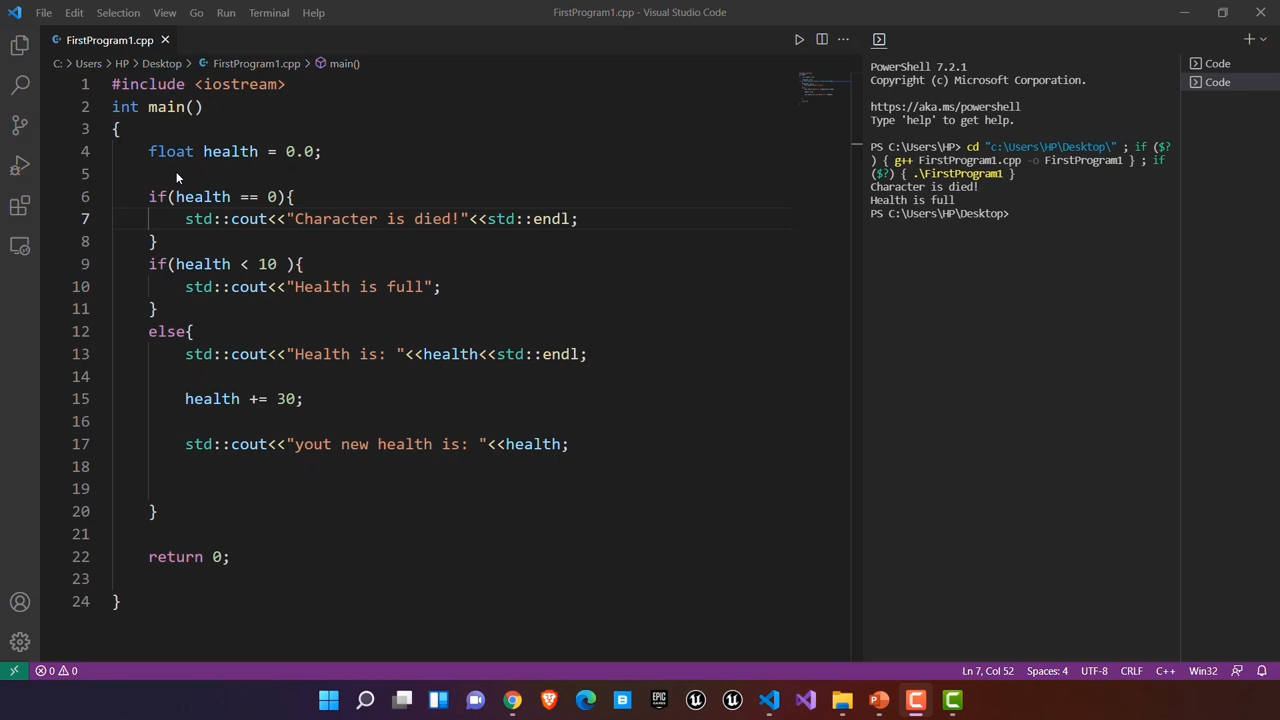 File Edit Selection View Go Run Terminal Help FirstProgram1.cpp - Visual Studio Code
FirstProgram1.cpp
C: > Users > HP > Desktop > FirstProgram1.cpp > main()
1 #include <iostream>
2 int main()
3 {
4 float health = 0.0;
5
6 if(health == 0){
7 std::cout<<"Character is died!"<<std::endl;
8 }
9 if(health < 10 ){
10 std::cout<<"Health is full";
11 }
12 else{
13 std::cout<<"Health is: "<<health<<std::endl;
14
15 health += 30;
16
17 std::cout<<"yout new health is: "<<health;
18
19
20 }
21
22 return 0;
23
24 }
PowerShell 7.2.1
Copyright (c) Microsoft Corporation.
https://aka.ms/powershell
Type 'help' to get help.
PS C:\Users\HP> cd "c:\Users\HP\Desktop\" ; if ($?
) { g++ FirstProgram1.cpp -o FirstProgram1 } ; if
($?) { .\FirstProgram1 }
Character is died!
Health is full
PS C:\Users\HP\Desktop>
Code
Code
0 0 Ln 7, Col 52 Spaces: 4 UTF-8 CRLF C++ Win32
EPIC GAMES